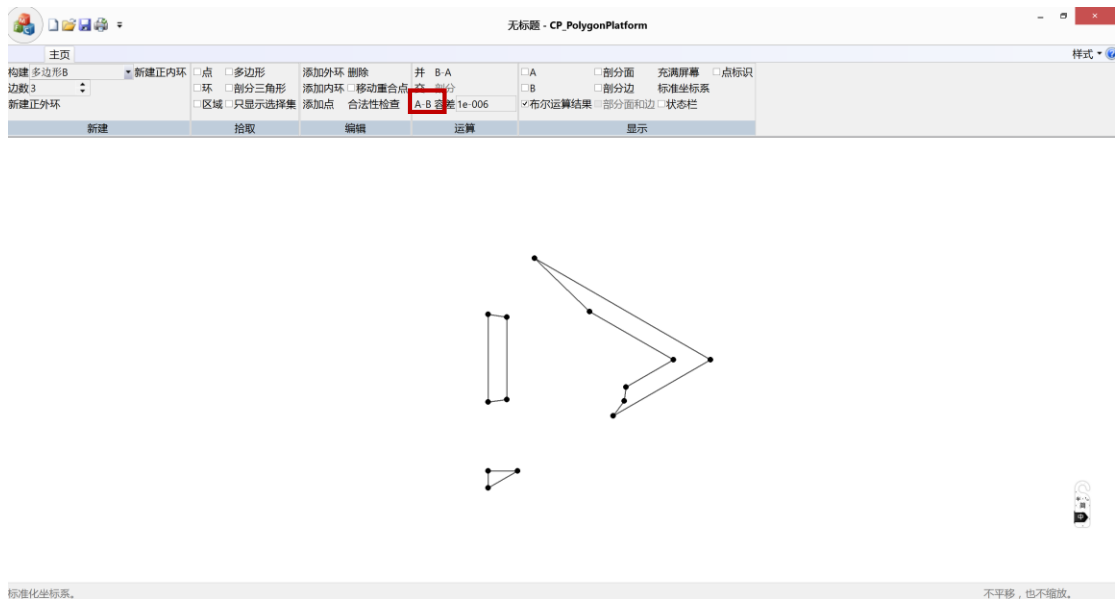 无标题 - CP_PolygonPlatform
主页
样式
构建 多边形B 新建正内环 点 多边形 添加外环 删除 并 B-A A 剖分面 充满屏幕 点标识
边数 3 环 剖分三角形 添加内环 移动重合点 交 剖分 B 剖分边 标准坐标系
新建正外环 区域 只显示选择集 添加点 合法性检查 A-B 容差 1e-006 布尔运算结果 部分面和边 状态栏
新建 拾取 编辑 运算 显示
中
标准化坐标系。 不平移，也不缩放。